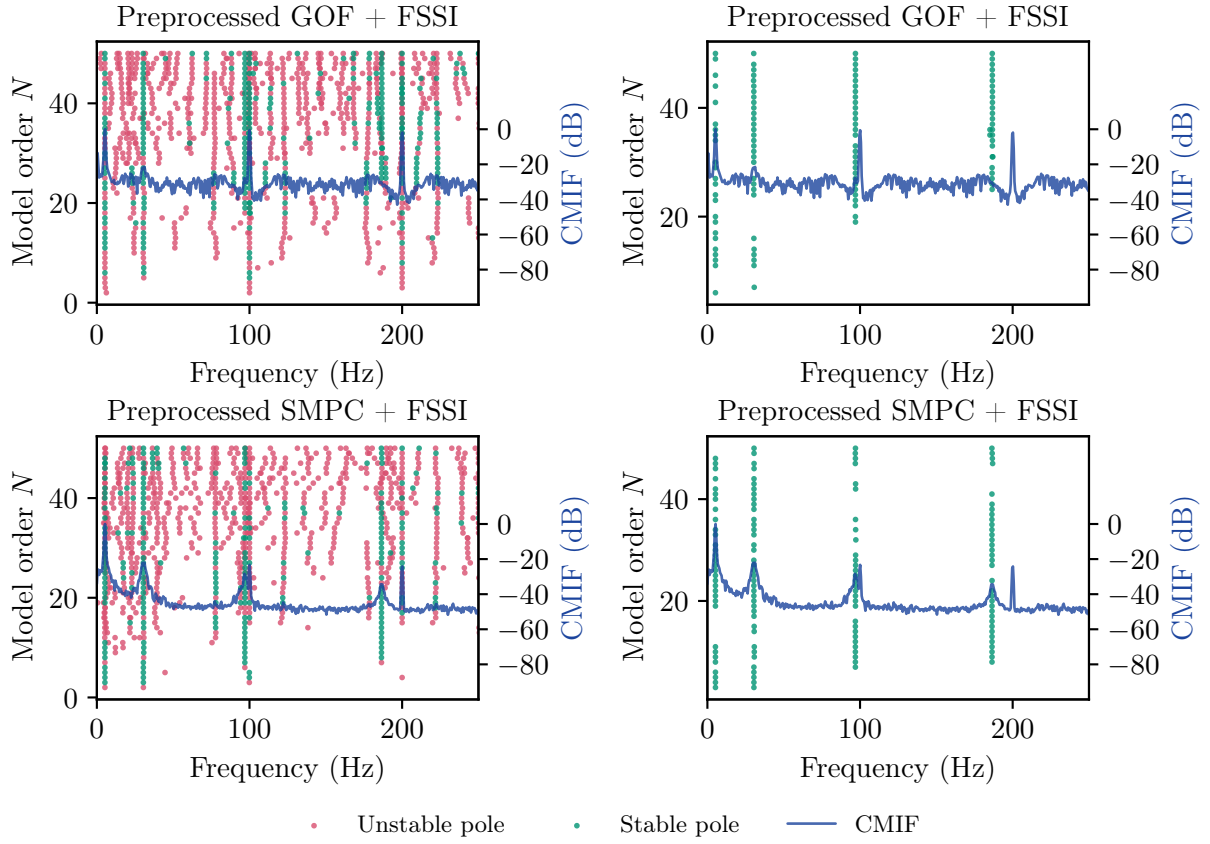 Preprocessed GOF + FSSI
Preprocessed GOF + FSSI
Model order N
40
20
0
0
−20
−40
−60
−80
CMIF (dB)
0
100
200
Frequency (Hz)
Model order N
40
30
20
0
−20
−40
−60
−80
CMIF (dB)
0
100
200
Frequency (Hz)
Preprocessed SMPC + FSSI
Preprocessed SMPC + FSSI
Model order N
40
20
0
0
−20
−40
−60
−80
CMIF (dB)
0
100
200
Frequency (Hz)
Model order N
40
20
0
−20
−40
−60
−80
CMIF (dB)
0
100
200
Frequency (Hz)
Unstable pole
Stable pole
CMIF